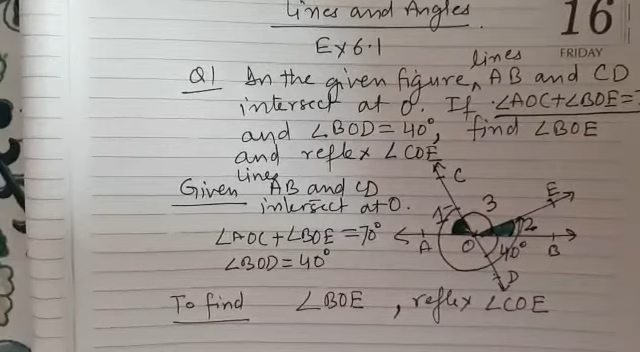 Lines and Angles
16
FRIDAY
Ex 6.1
Q1 In the given figure, lines AB and CD
intersect at O. If ∠AOC+∠BOE=7
and ∠BOD=40°, find ∠BOE
and reflex ∠COE
Given lines AB and CD
intersect at O.
∠AOC+∠BOE=70°
∠BOD=40°
C
E
1
3
2
A
O
40°
B
D
To find ∠BOE, reflex ∠COE